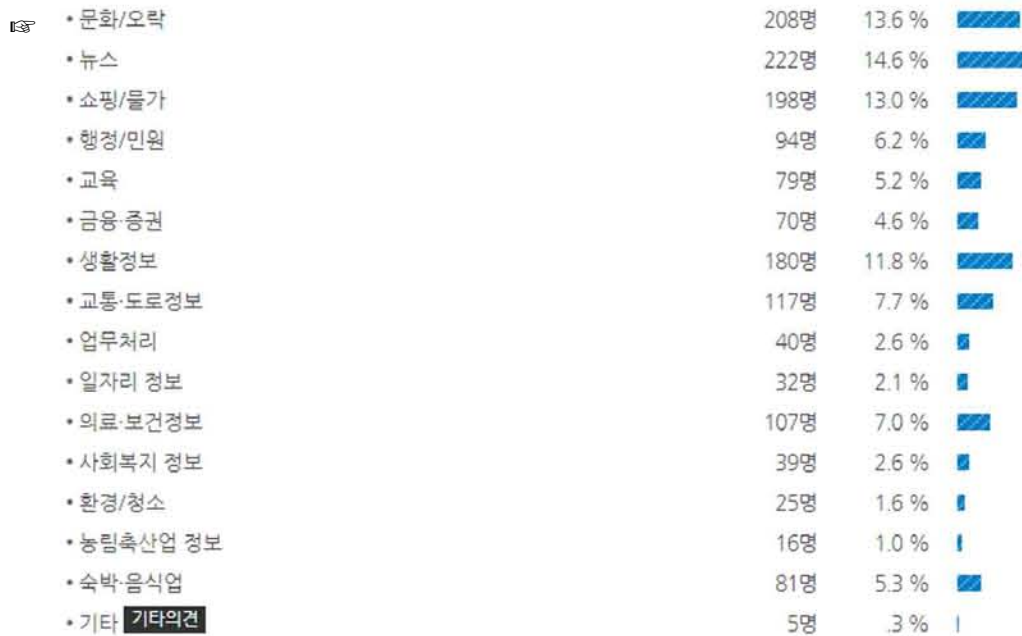 ☞ • 문화/오락 208명 13.6 %
• 뉴스 222명 14.6 %
• 쇼핑/물가 198명 13.0 %
• 행정/민원 94명 6.2 %
• 교육 79명 5.2 %
• 금융·증권 70명 4.6 %
• 생활정보 180명 11.8 %
• 교통·도로정보 117명 7.7 %
• 업무처리 40명 2.6 %
• 일자리 정보 32명 2.1 %
• 의료·보건정보 107명 7.0 %
• 사회복지 정보 39명 2.6 %
• 환경/청소 25명 1.6 %
• 농림축산업 정보 16명 1.0 %
• 숙박·음식업 81명 5.3 %
• 기타 기타의견 5명 .3 %